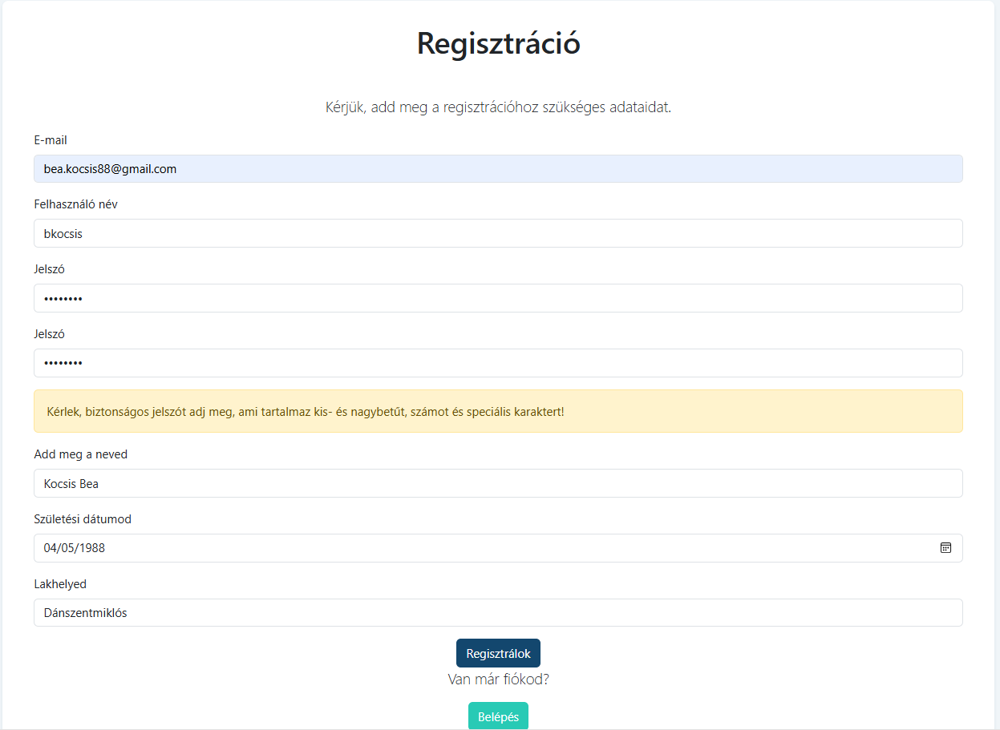 Regisztráció
Kérjük, add meg a regisztrációhoz szükséges adataidat.
E-mail
bea.kocsis88@gmail.com
Felhasználó név
bkocsis
Jelszó
••••••••
Jelszó
••••••••
Kérlek, biztonságos jelszót adj meg, ami tartalmaz kis- és nagybetűt, számot és speciális karaktert!
Add meg a neved
Kocsis Bea
Születési dátumod
04/05/1988
Lakhelyed
Dánszentmiklós
Regisztrálok
Van már fiókod?
Belépés